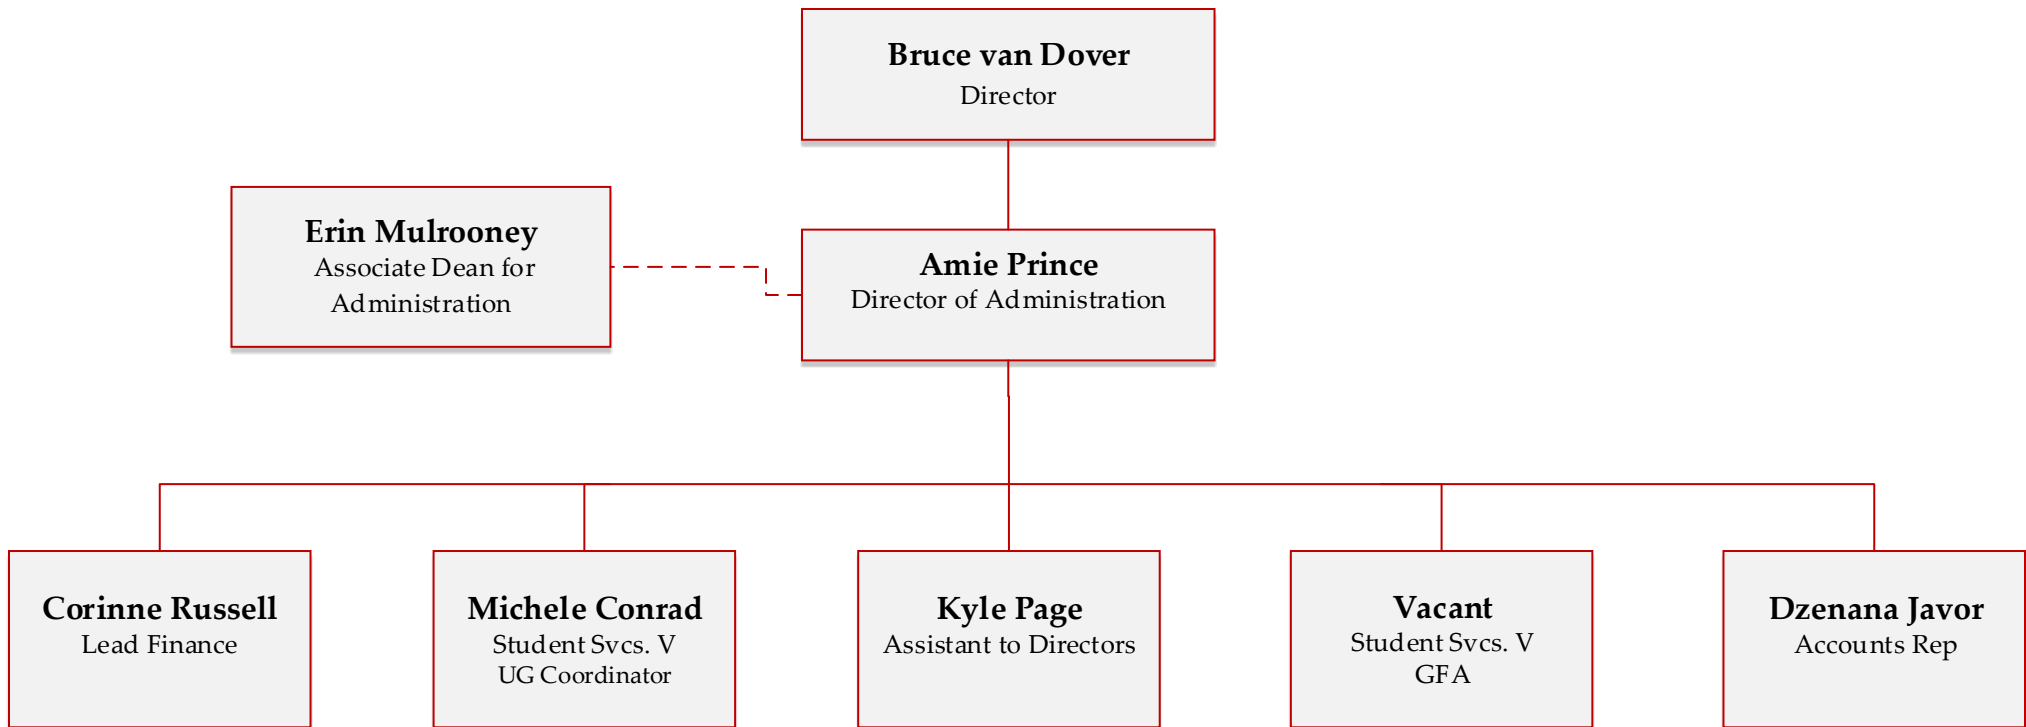 Bruce van Dover
Director
Erin Mulrooney
Associate Dean for
Administration
Amie Prince
Director of Administration
Corinne Russell
Lead Finance
Michele Conrad
Student Svcs. V
UG Coordinator
Kyle Page
Assistant to Directors
Vacant
Student Svcs. V
GFA
Dzenana Javor
Accounts Rep